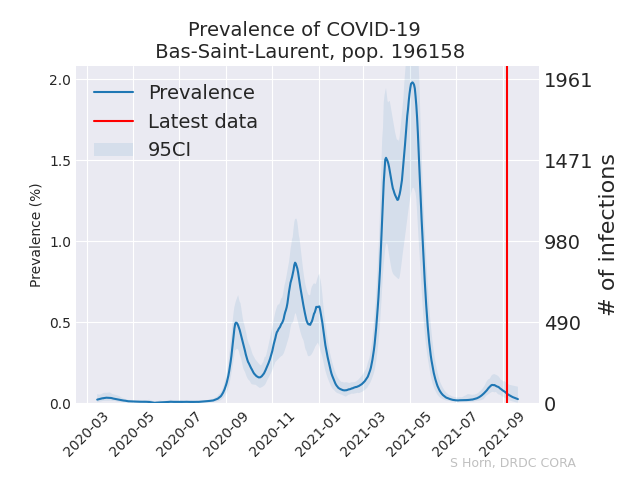 Prevalence of COVID-19
Bas-Saint-Laurent, pop. 196158
Prevalence
Latest data
95CI
Prevalence (%)
2.0
1.5
1.0
0.5
0.0
1961
1471
980
490
0
# of infections
2020-03
2020-05
2020-07
2020-09
2020-11
2021-01
2021-03
2021-05
2021-07
2021-09
S Horn, DRDC CORA